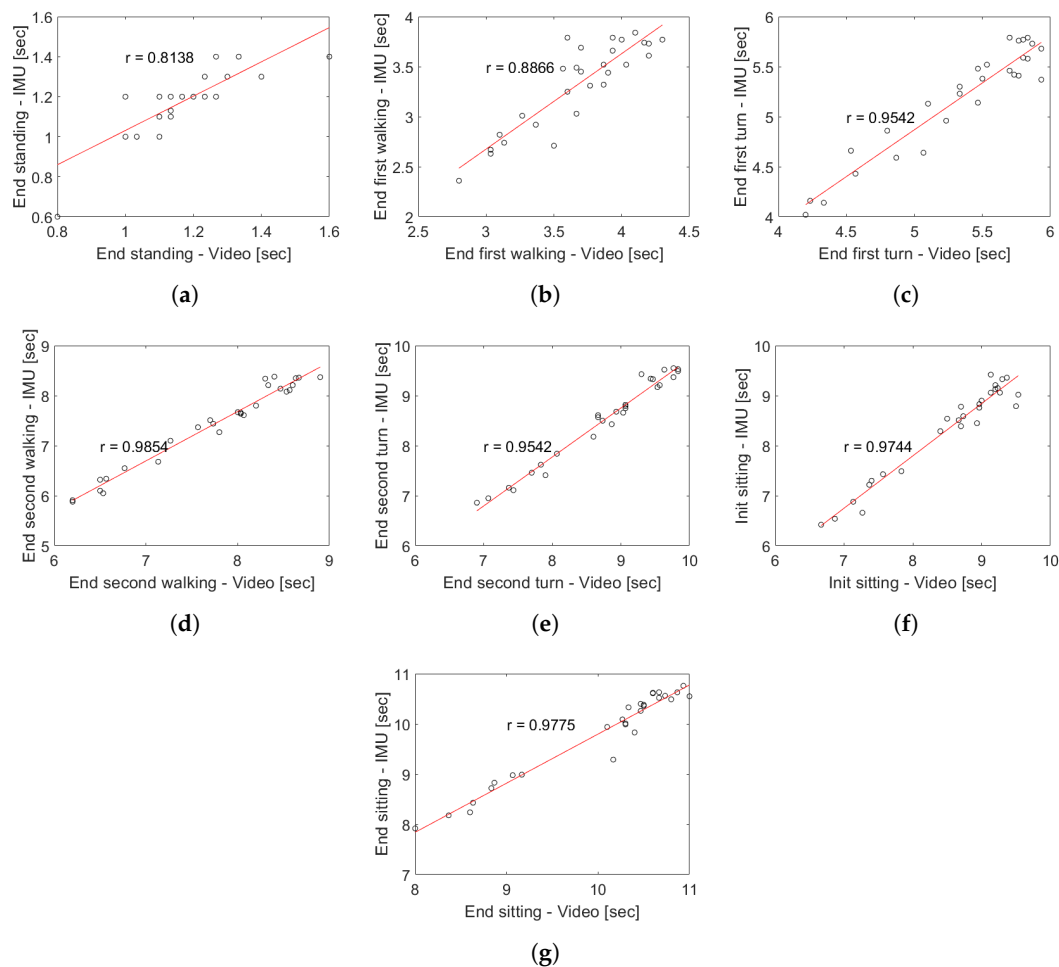 1.6
1.4
1.2
1
0.8
0.6
End standing - IMU [sec]
r = 0.8138
0.8
1
1.2
1.4
1.6
End standing - Video [sec]
(a)
4
3.5
3
2.5
2
End first walking - IMU [sec]
r = 0.8866
2.5
3
3.5
4
4.5
End first walking - Video [sec]
(b)
6
5.5
5
4.5
4
End first turn - IMU [sec]
r = 0.9542
4
4.5
5
5.5
6
End first turn - Video [sec]
(c)
9
8
7
6
5
End second walking - IMU [sec]
r = 0.9854
6
7
8
9
End second walking - Video [sec]
(d)
10
9
8
7
6
End second turn - IMU [sec]
r = 0.9542
6
7
8
9
10
End second turn - Video [sec]
(e)
10
9
8
7
6
Init sitting - IMU [sec]
r = 0.9744
6
7
8
9
10
Init sitting - Video [sec]
(f)
11
10
9
8
7
End sitting - IMU [sec]
r = 0.9775
8
9
10
11
End sitting - Video [sec]
(g)